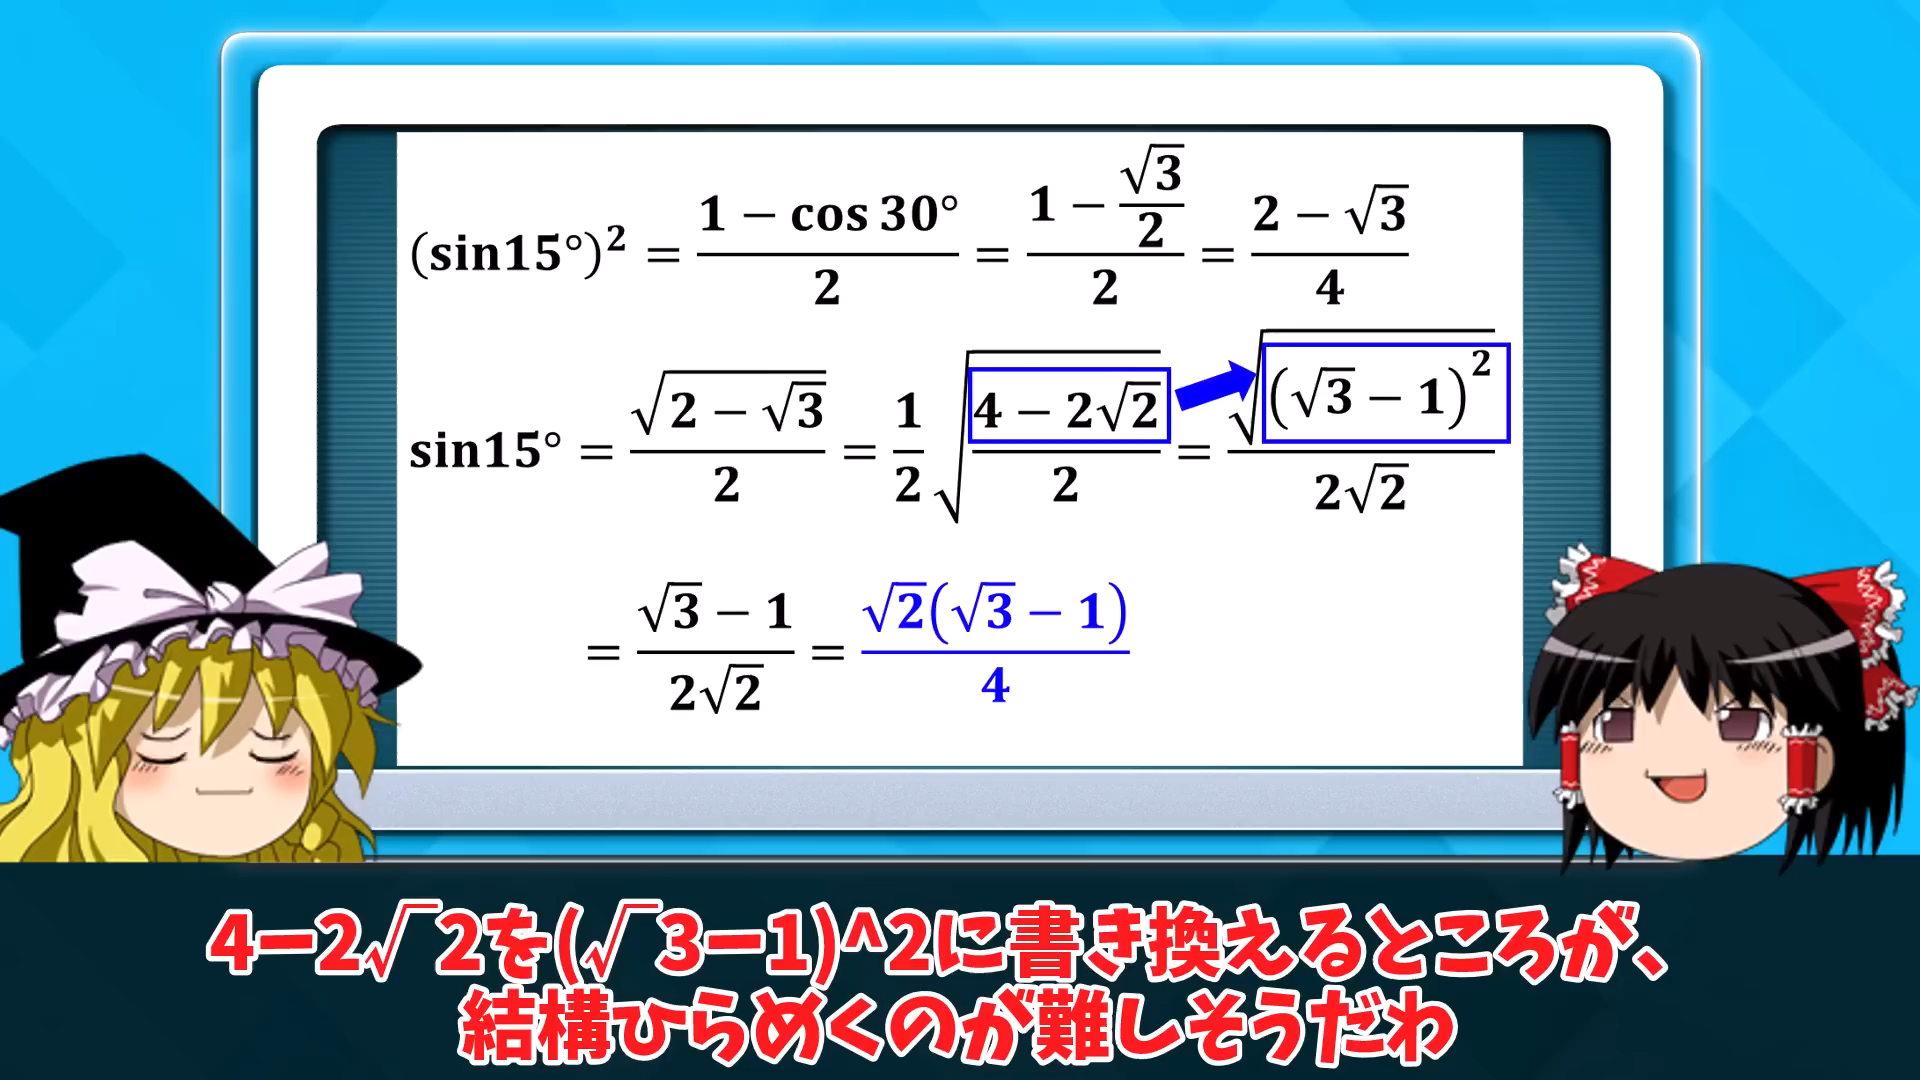 (sin15°)² = (1 − cos 30°)/2 = (1 − √3/2)/2 = (2 − √3)/4
sin15° = √(2 − √3)/2 = 1/2 √((4 − 2√2)/2) = √((√3 − 1)²)/(2√2)
= (√3 − 1)/(2√2) = √2(√3 − 1)/4
4−2√2を(√3−1)^2に書き換えるところが、
結構ひらめくのが難しそうだわ